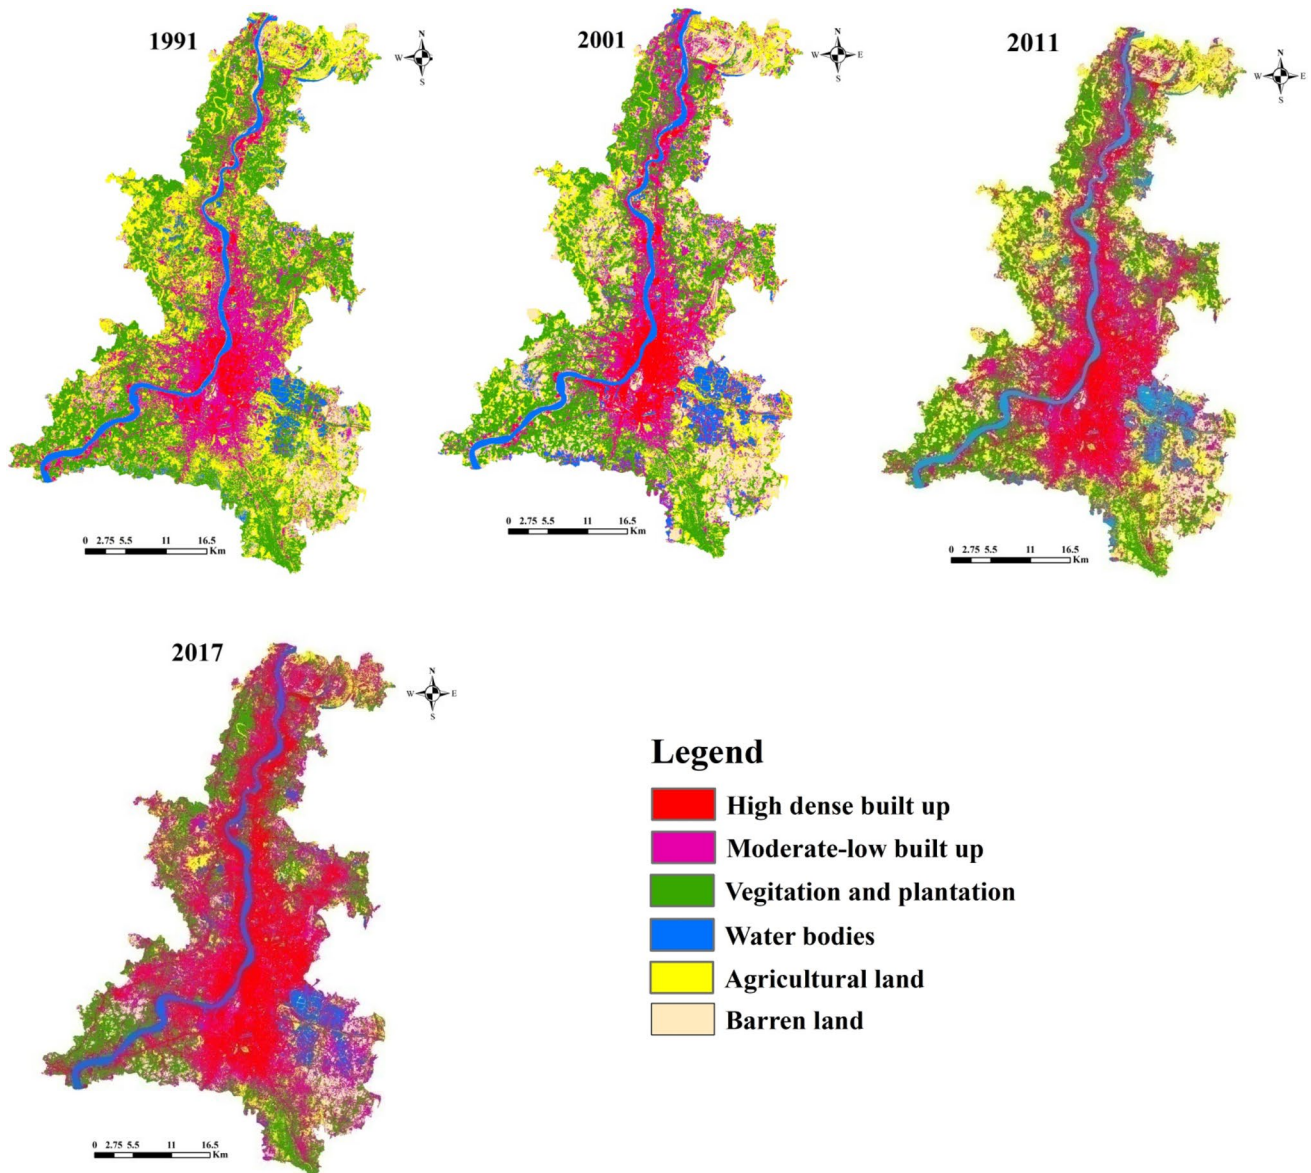 1991
N
W
S
0 2.75 5.5 11 16.5
Km
2001
N
W E
S
0 2.75 5.5 11 16.5
Km
2011
N
W E
S
0 2.75 5.5 11 16.5
Km
2017
N
W E
S
0 2.75 5.5 11 16.5
Km
Legend
High dense built up
Moderate-low built up
Vegitation and plantation
Water bodies
Agricultural land
Barren land